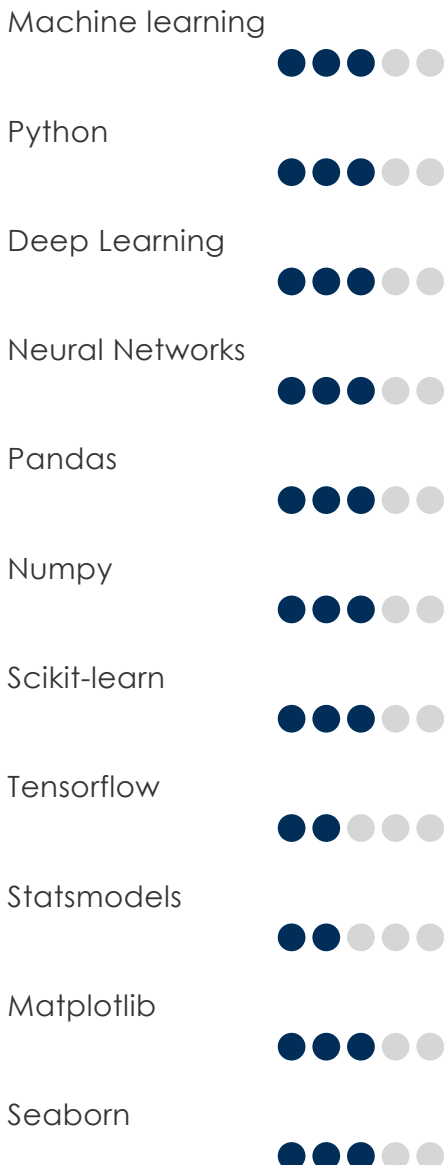 Machine learning
Python
Deep Learning
Neural Networks
Pandas
Numpy
Scikit-learn
Tensorflow
Statsmodels
Matplotlib
Seaborn